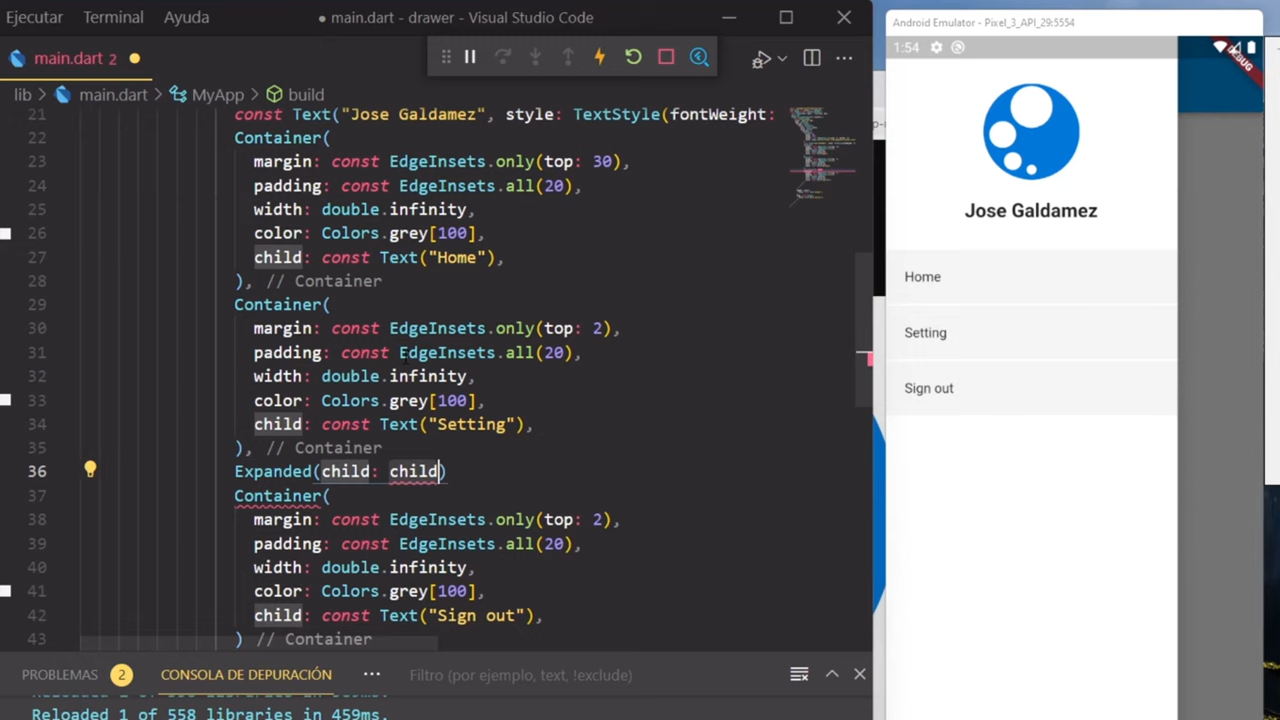 Ejecutar Terminal Ayuda ● main.dart - drawer - Visual Studio Code
main.dart 2
lib > main.dart > MyApp > build
21 const Text("Jose Galdamez", style: TextStyle(fontWeight:
22 Container(
23 margin: const EdgeInsets.only(top: 30),
24 padding: const EdgeInsets.all(20),
25 width: double.infinity,
26 color: Colors.grey[100],
27 child: const Text("Home"),
28 ), // Container
29 Container(
30 margin: const EdgeInsets.only(top: 2),
31 padding: const EdgeInsets.all(20),
32 width: double.infinity,
33 color: Colors.grey[100],
34 child: const Text("Setting"),
35 ), // Container
36 Expanded(child: child)
37 Container(
38 margin: const EdgeInsets.only(top: 2),
39 padding: const EdgeInsets.all(20),
40 width: double.infinity,
41 color: Colors.grey[100],
42 child: const Text("Sign out"),
43 ) // Container
PROBLEMAS 2 CONSOLA DE DEPURACIÓN ... Filtro (por ejemplo, text, !exclude)
Reloaded 1 of 558 libraries in 459ms.
Android Emulator - Pixel_3_API_29:5554
1:54
DEBUG
Jose Galdamez
Home
Setting
Sign out